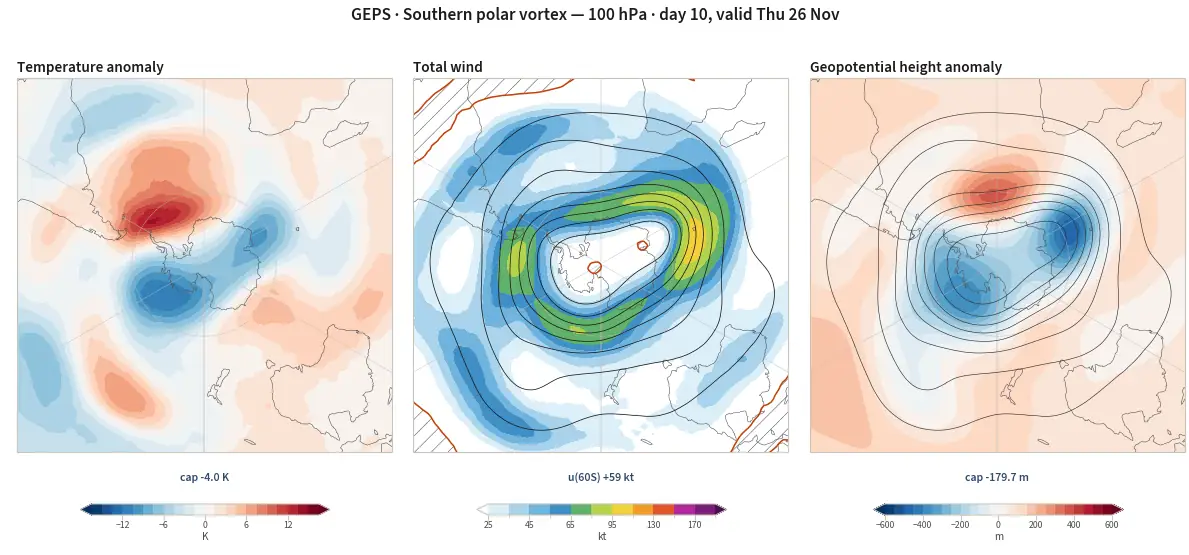 GEPS · Southern polar vortex — 100 hPa · day 10, valid Thu 26 Nov
Temperature anomaly
Total wind
Geopotential height anomaly
cap -4.0 K
u(60S) +59 kt
cap -179.7 m
−12 −6 0 6 12
K
25 45 65 95 130 170
kt
−600 −400 −200 0 200 400 600
m